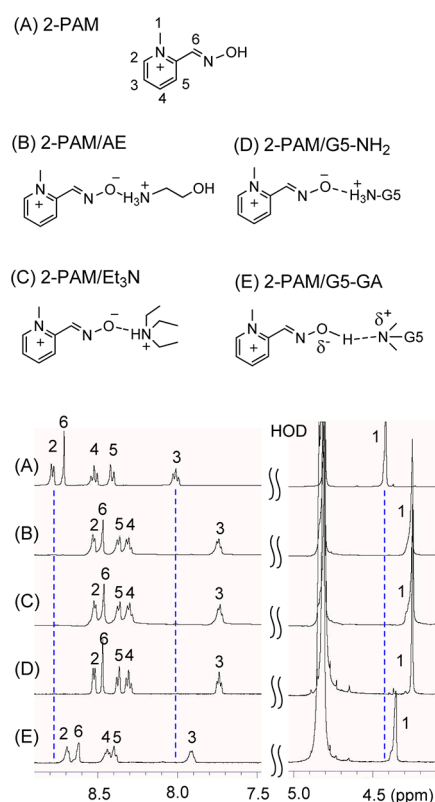 (A) 2-PAM
1
6
2
N
OH
+
N
3
4
5
(B) 2-PAM/AE
(D) 2-PAM/G5-NH2
N
O
−
H3N
+
OH
N
+
N
O
−
H3N-G5
+
N
+
(C) 2-PAM/Et3N
(E) 2-PAM/G5-GA
N
O
−
HN
+
N
+
N
O
H
N
δ+
G5
δ-
N
+
HOD
2
6
4
5
3
1
(A)
2
6
5
4
3
1
(B)
2
6
5
4
3
1
(C)
2
6
5
4
3
1
(D)
2
6
4
5
3
1
(E)
8.5
8.0
7.5
5.0
4.5
(ppm)